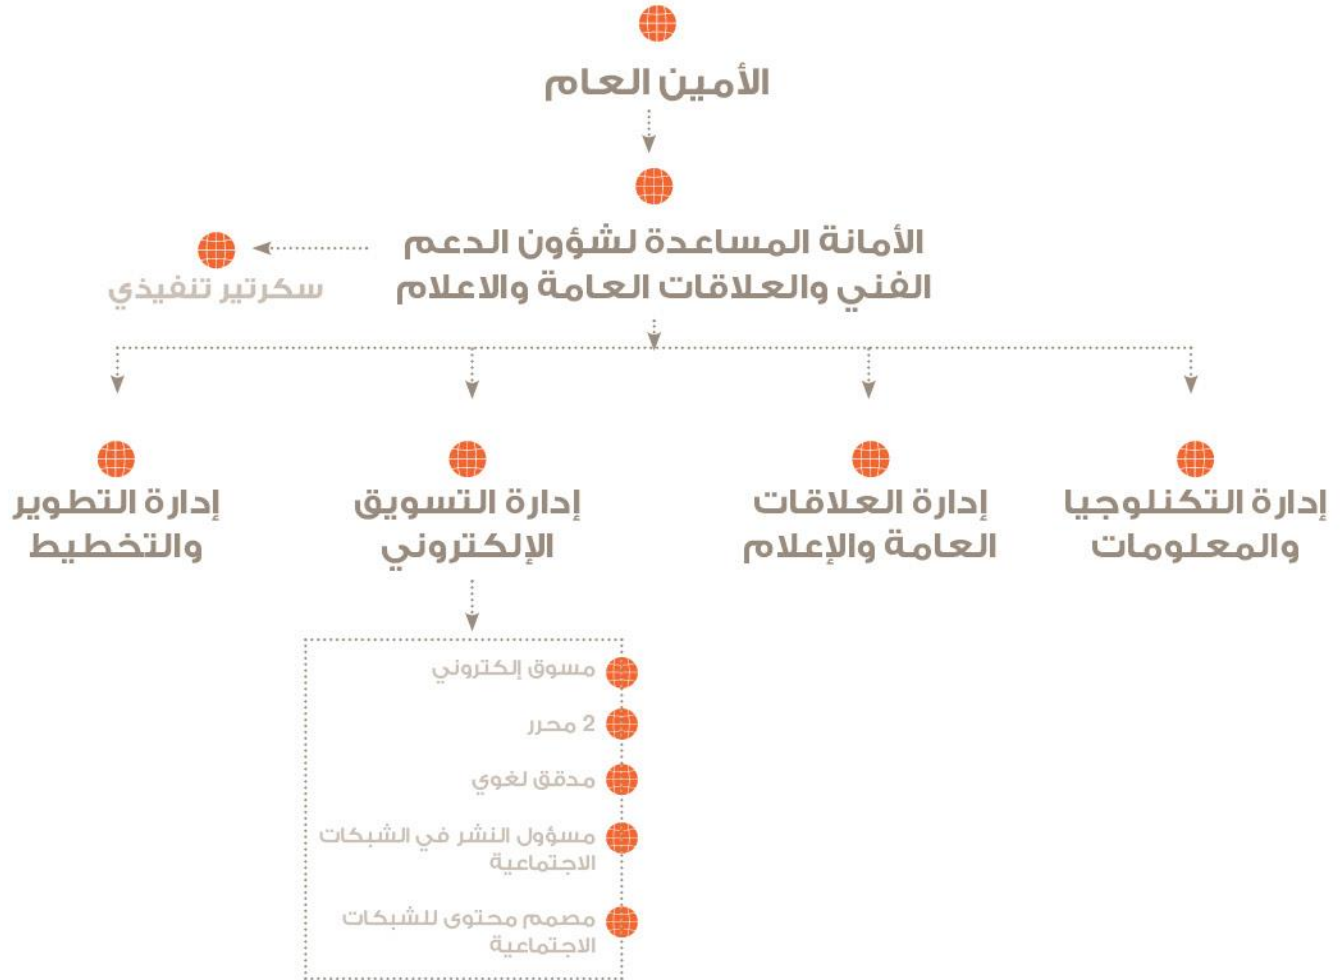 الأمين العام
الأمانة المساعدة لشؤون الدعم
الفني والعلاقات العامة والاعلام
سكرتير تنفيذي
إدارة التكنلوجيا
والمعلومات
إدارة العلاقات
العامة والإعلام
إدارة التسويق
الإلكتروني
إدارة التطوير
والتخطيط
مسوق إلكتروني
2 محرر
مدقق لغوي
مسؤول النشر في الشبكات
الاجتماعية
مصمم محتوى للشبكات
الاجتماعية